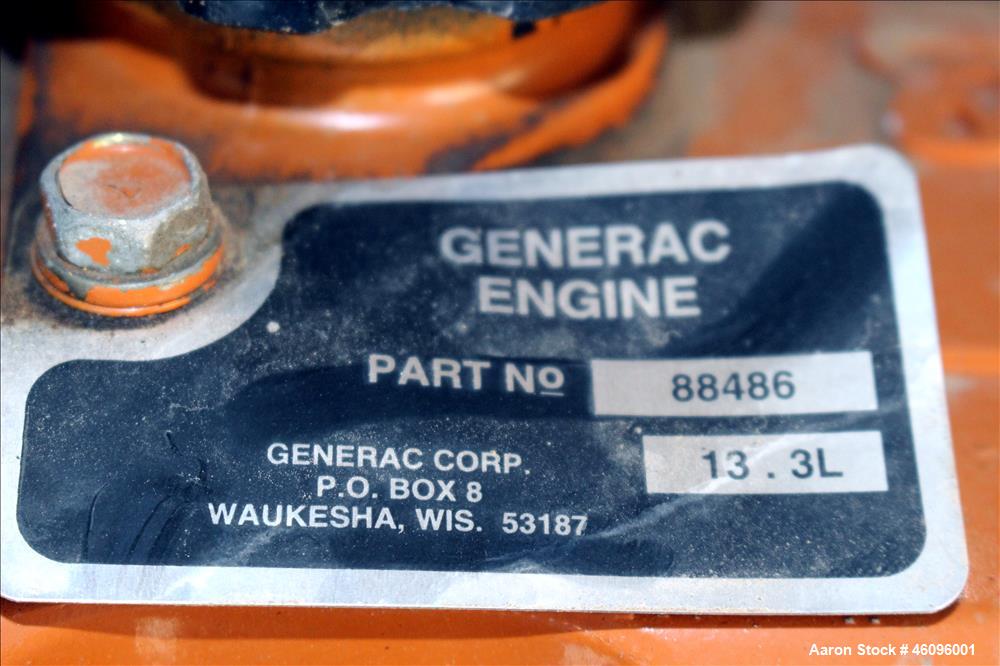 GENERAC
ENGINE
PART No 88486
13.3L
GENERAC CORP.
P.O. BOX 8
WAUKESHA, WIS. 53187
Aaron Stock # 46096001